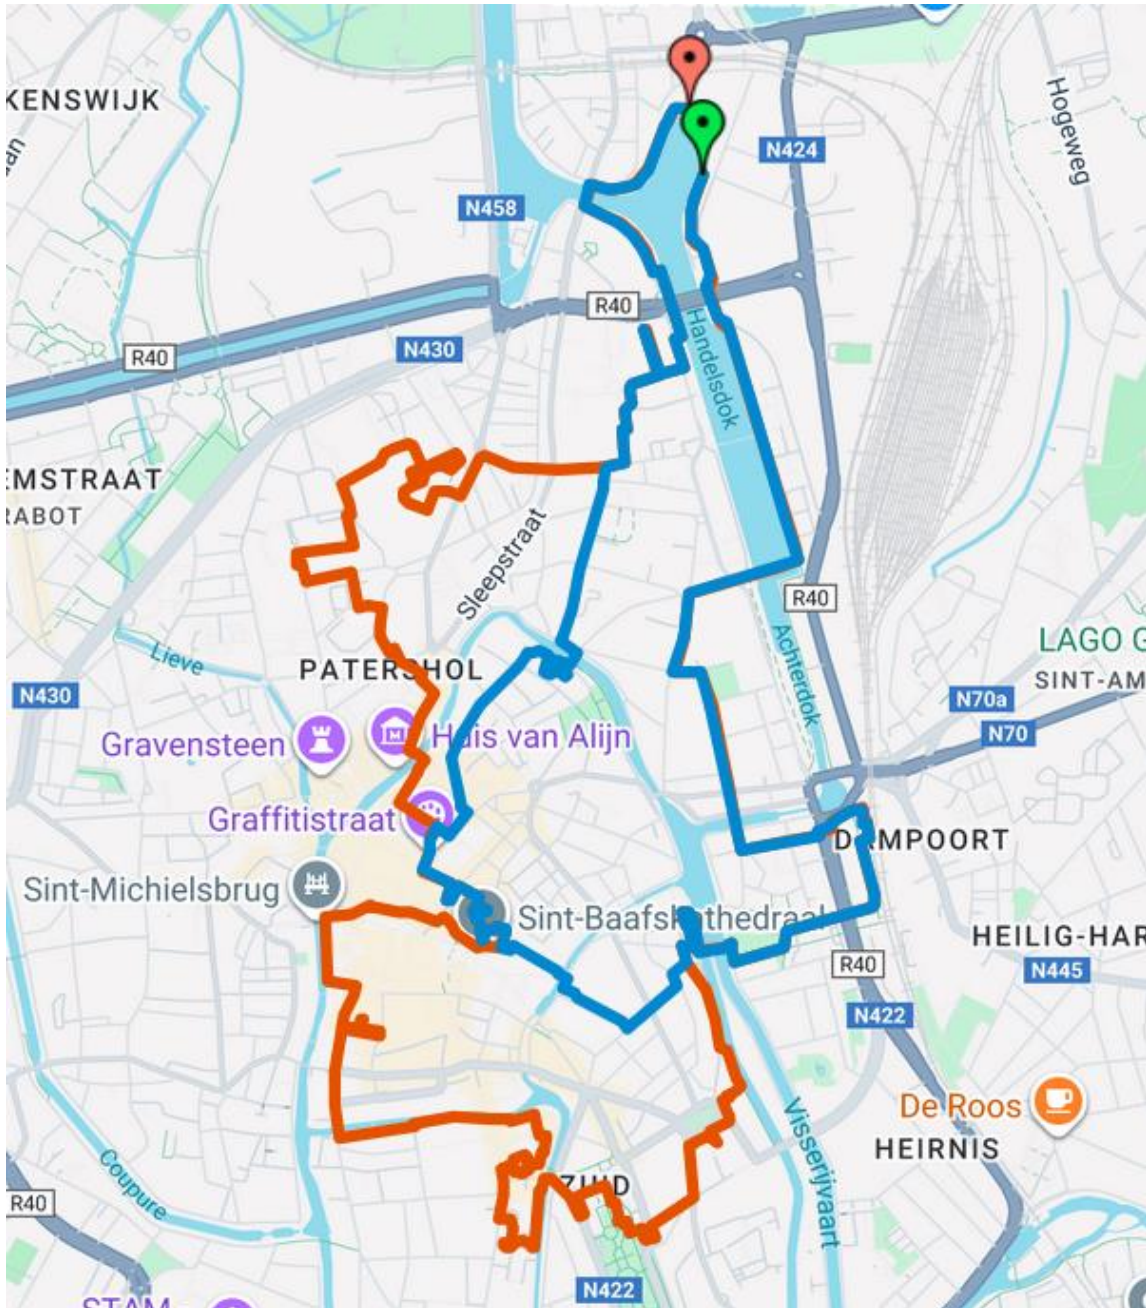 KENSWIJK
Hogeweg
N424
N458
R40
R40
N430
Handelsdok
EMSTRAAT
RABOT
Sleepstraat
R40
Achterdok
LAGO G
SINT-AM
Lieve
PATERSHOL
N430
N70a
N70
Gravensteen
Huis van Alijn
Graffitistraat
DAMPOORT
Sint-Michielsbrug
Sint-Baafskathedraal
HEILIG-HAR
N445
R40
N422
De Roos
HEIRNIS
Visserijvaart
Coupure
ZUID
R40
N422
STAM